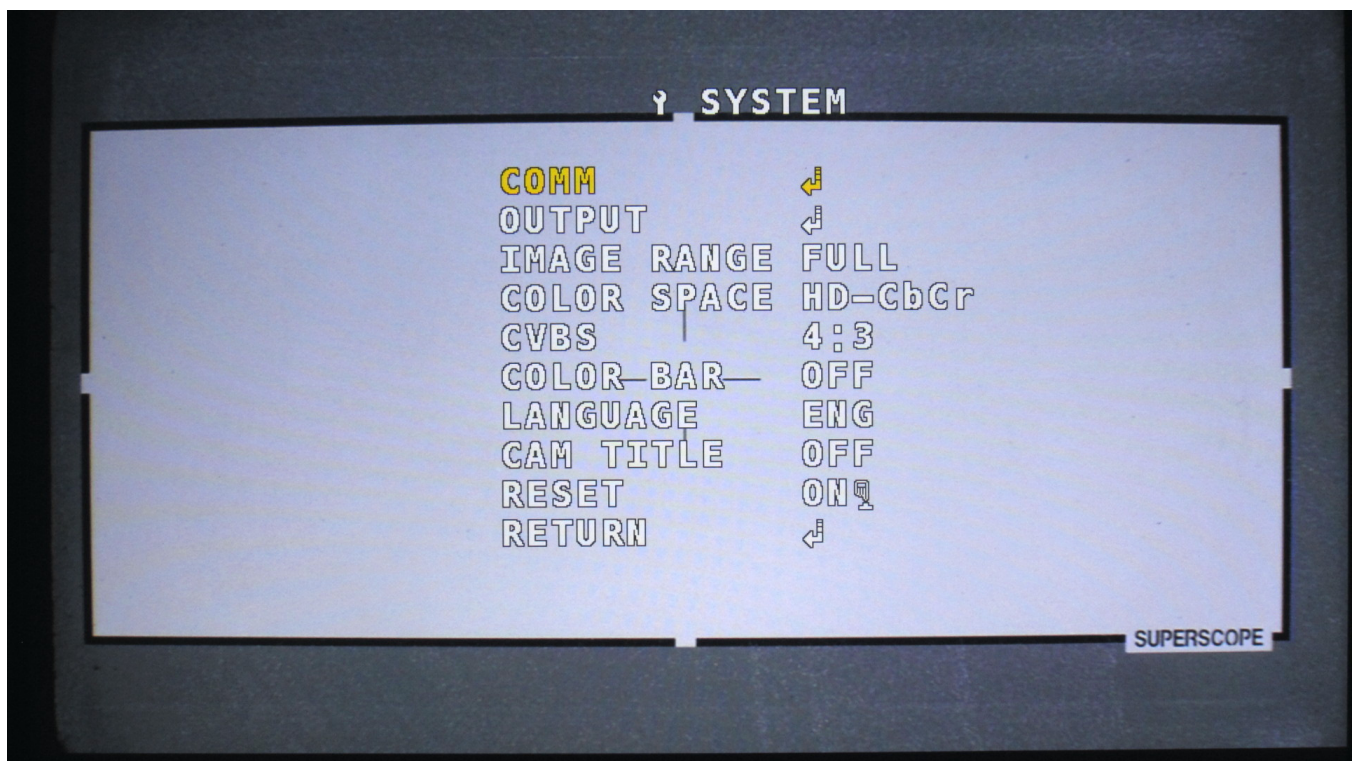 SYSTEM
COMM
OUTPUT
IMAGE RANGE FULL
COLOR SPACE HD-CbCr
CVBS 4:3
COLOR BAR OFF
LANGUAGE ENG
CAM TITLE OFF
RESET ON
RETURN
SUPERSCOPE